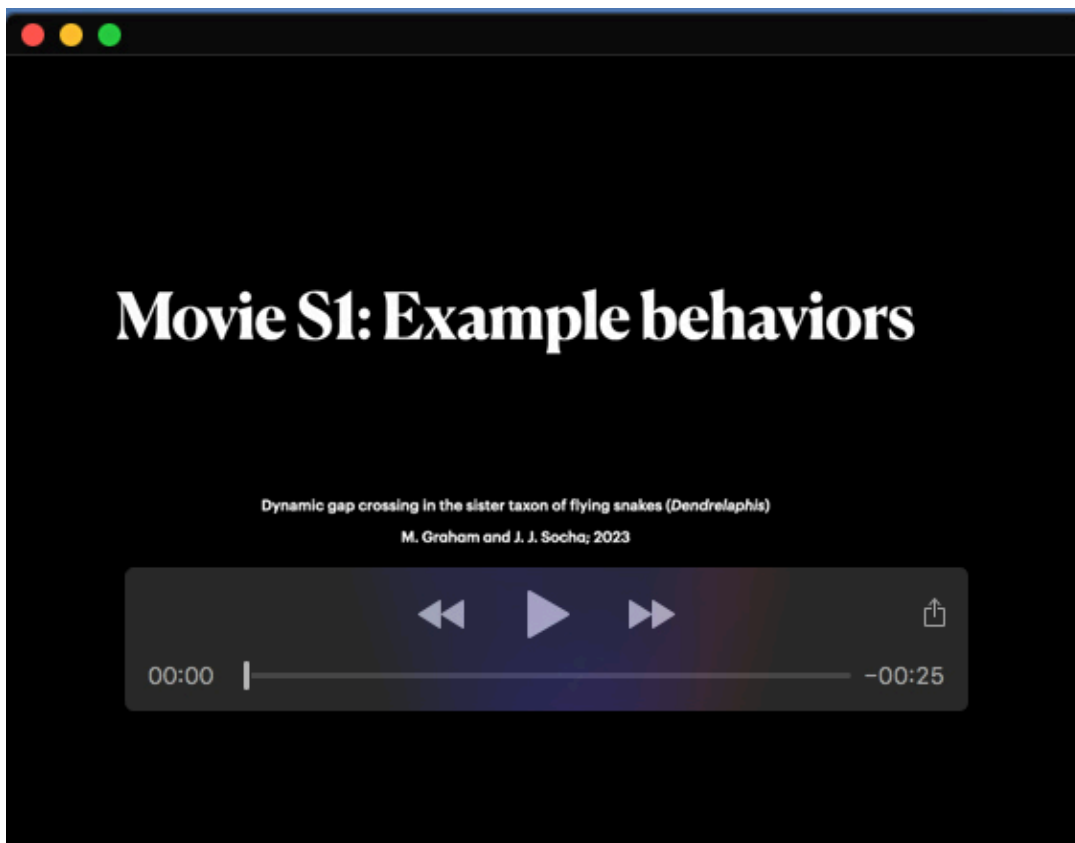 Movie S1: Example behaviors
Dynamic gap crossing in the sister taxon of flying snakes (Dendrelaphis)
M. Graham and J. J. Socha; 2023
00:00
-00:25